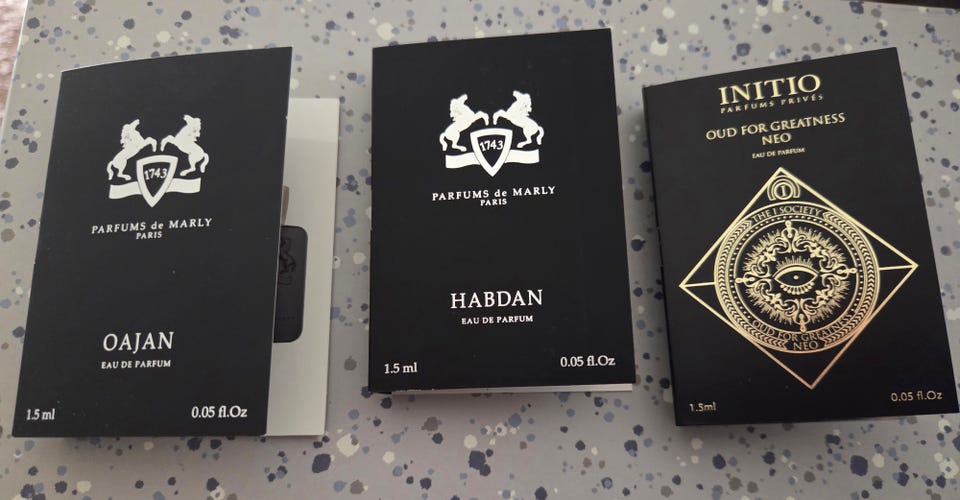 1743
PARFUMS de MARLY
PARIS
OAJAN
EAU DE PARFUM
1.5 ml 0.05 fl.Oz
1743
PARFUMS de MARLY
PARIS
HABDAN
EAU DE PARFUM
1.5 ml 0.05 fl.Oz
INITIO
PARFUMS PRIVÉS
OUD FOR GREATNESS
NEO
EAU DE PARFUM
1
THE I SOCIETY
OUD FOR GREATNESS
NEO
1.5ml 0.05 fl.Oz